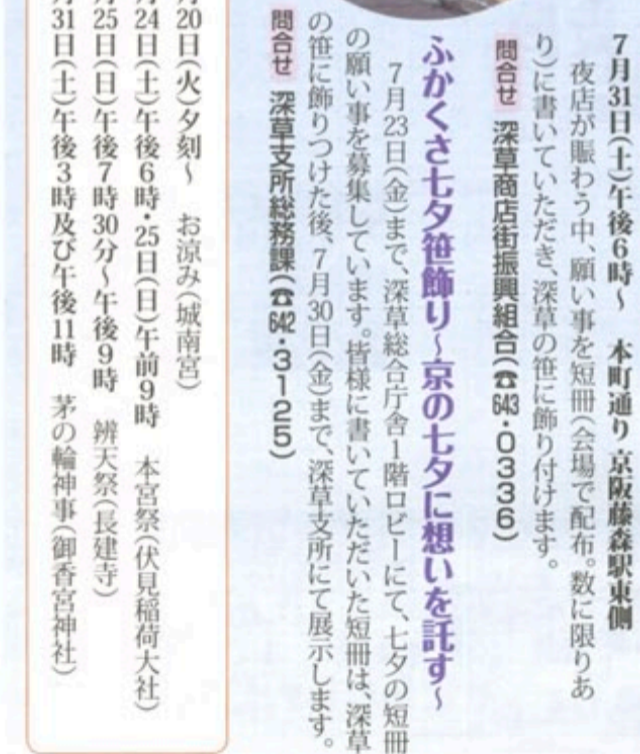 7月31日(土)午後6時〜 本町通り 京阪藤森駅東側
夜店が賑わう中、願い事を短冊(会場で配布。数に限りあ
り)に書いていただき、深草の笹に飾り付けます。
問合せ 深草商店街振興組合(☎643・0336)
ふかくさ七夕笹飾り〜京の七夕に想いを託す〜
7月23日(金)まで、深草総合庁舎1階ロビーにて、七夕の短冊
の願い事を募集しています。皆様に書いていただいた短冊は、深草
の笹に飾りつけた後、7月30日(金)まで、深草支所にて展示します。
問合せ 深草支所総務課(☎642・3125)
月20日(火)夕刻〜 お涼み(城南宮)
月24日(土)午後6時・25日(日)午前9時 本宮祭(伏見稲荷大社)
月25日(日)午後7時30分〜午後9時 辨天祭(長建寺)
月31日(土)午後3時及び午後11時 茅の輪神事(御香宮神社)